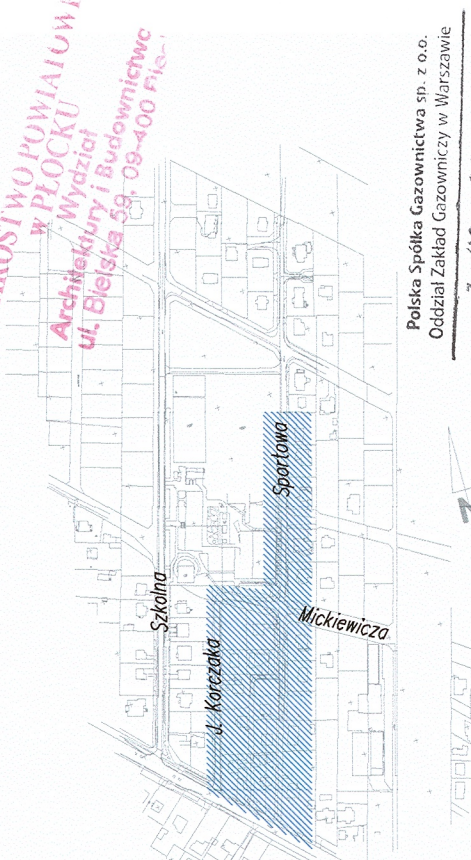 STAROSTWO POWIATOWE
W PŁOCKU
Wydział
Architektury i Budownictwa
ul. Bielska 59, 09-400 Płock
Szkolna
J. Korczaka
Sportowa
Mickiewicza
Polska Spółka Gazownictwa sp. z o.o.
Oddział Zakład Gazowniczy w Warszawie